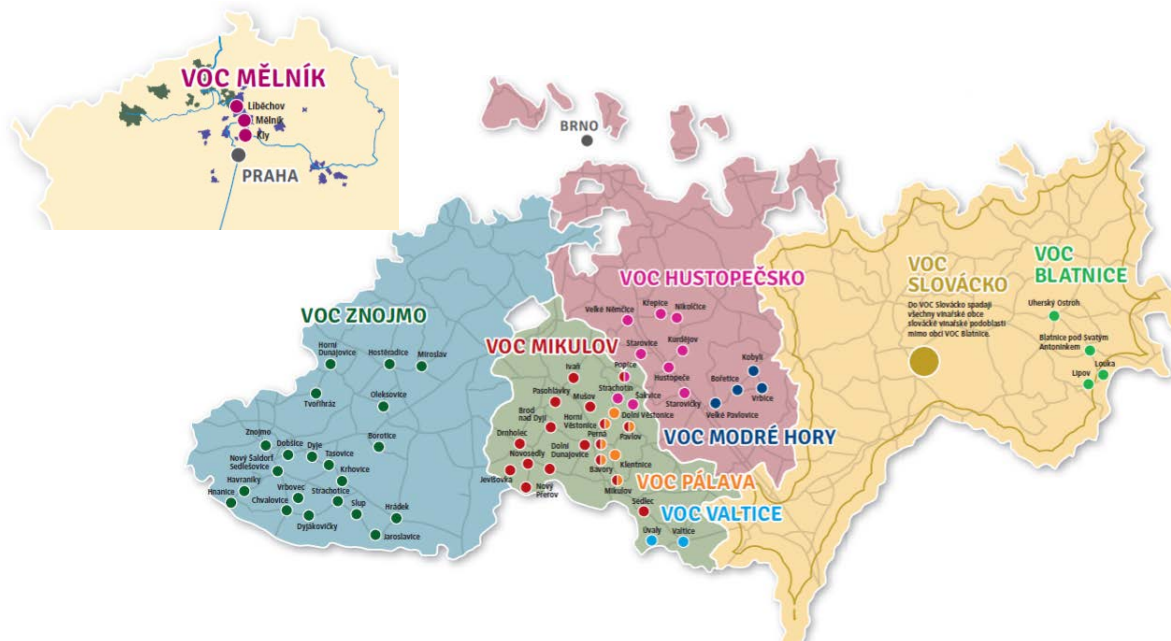 VOC MĚLNÍK
Liběchov
Mělník
Kly
PRAHA
BRNO
VOC ZNOJMO
Horní
Dunajovice
Hostěradice
Miroslav
Tvořihráz
Oleksovice
Znojmo
Dobšice
Dyje
Tasovice
Borotice
Nový Šaldorf
Sedlešovice
Krhovice
Havraníky
Hnanice
Chvalovice
Vrbovec
Strachotice
Slup
Hrádek
Dyjákovičky
Jaroslavice
VOC MIKULOV
Ivaň
Pasohlávky
Mušov
Brod
nad Dyjí
Horní
Věstonice
Dolní Věstonice
Drnholec
Novosedly
Dolní
Dunajovice
Perná
Pavlov
Bavory
Klentnice
Jevišovka
Nový
Přerov
Mikulov
Sedlec
VOC HUSTOPEČSKO
Velké Němčice
Křepice
Nikolčice
Starovice
Kurdějov
Popice
Hustopeče
Strachotín
Šakvice
Starovičky
Kobylí
Bořetice
Vrbice
Velké Pavlovice
VOC MODRÉ HORY
VOC PÁLAVA
VOC VALTICE
Úvaly
Valtice
VOC
SLOVÁCKO
Do VOC Slovácko spadají
všechny vinařské obce
slovácké vinařské podoblasti
mimo obcí VOC Blatnice.
VOC
BLATNICE
Uherský Ostroh
Blatnice pod Svatým
Antonínkem
Louka
Lipov